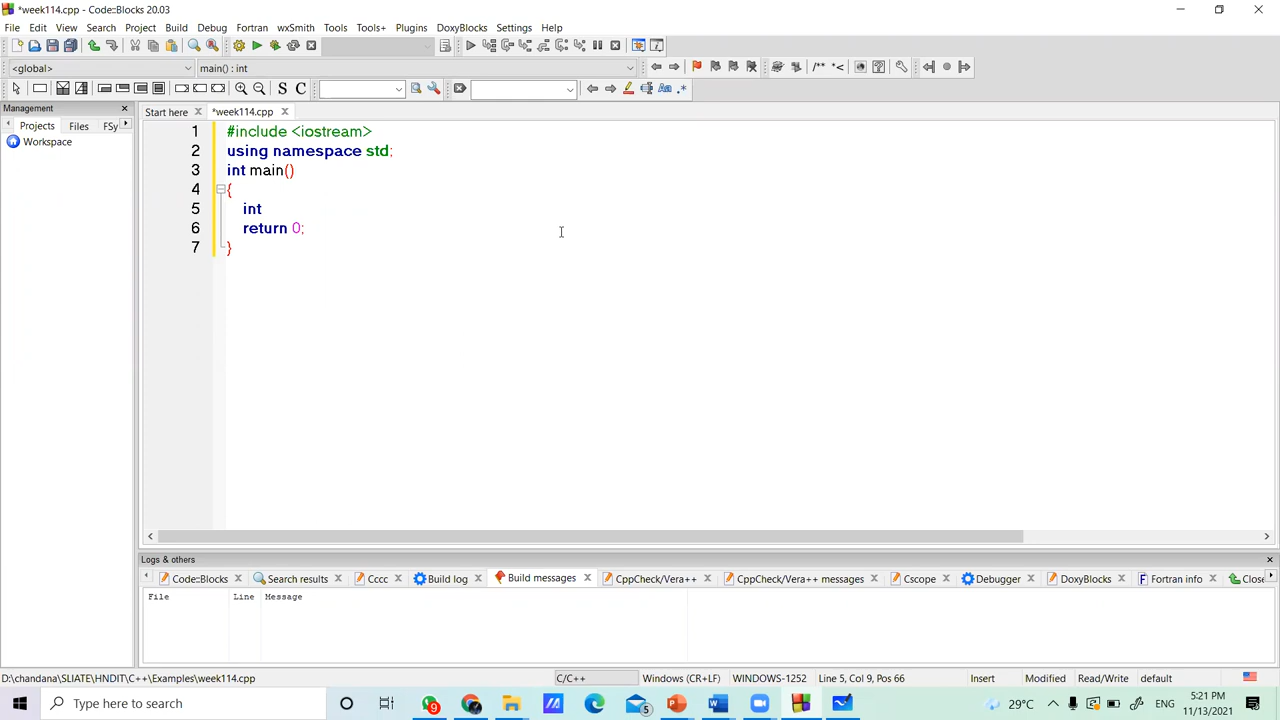 *week114.cpp - Code::Blocks 20.03
File Edit View Search Project Build Debug Fortran wxSmith Tools Tools+ Plugins DoxyBlocks Settings Help
<global> main() : int /** *<
S C Aa .*
Management
Projects Files FSy
Workspace
Start here *week114.cpp
1 #include <iostream>
2 using namespace std;
3 int main()
4 {
5 int
6 return 0;
7 }
Logs & others
Code::Blocks Search results Cccc Build log Build messages CppCheck/Vera++ CppCheck/Vera++ messages Cscope Debugger DoxyBlocks Fortran info Close
File Line Message
D:\chandana\SLIATE\HNDIT\C++\Examples\week114.cpp C/C++ Windows (CR+LF) WINDOWS-1252 Line 5, Col 9, Pos 66 Insert Modified Read/Write default
Type here to search 9 5 29°C ENG 5:21 PM
11/13/2021